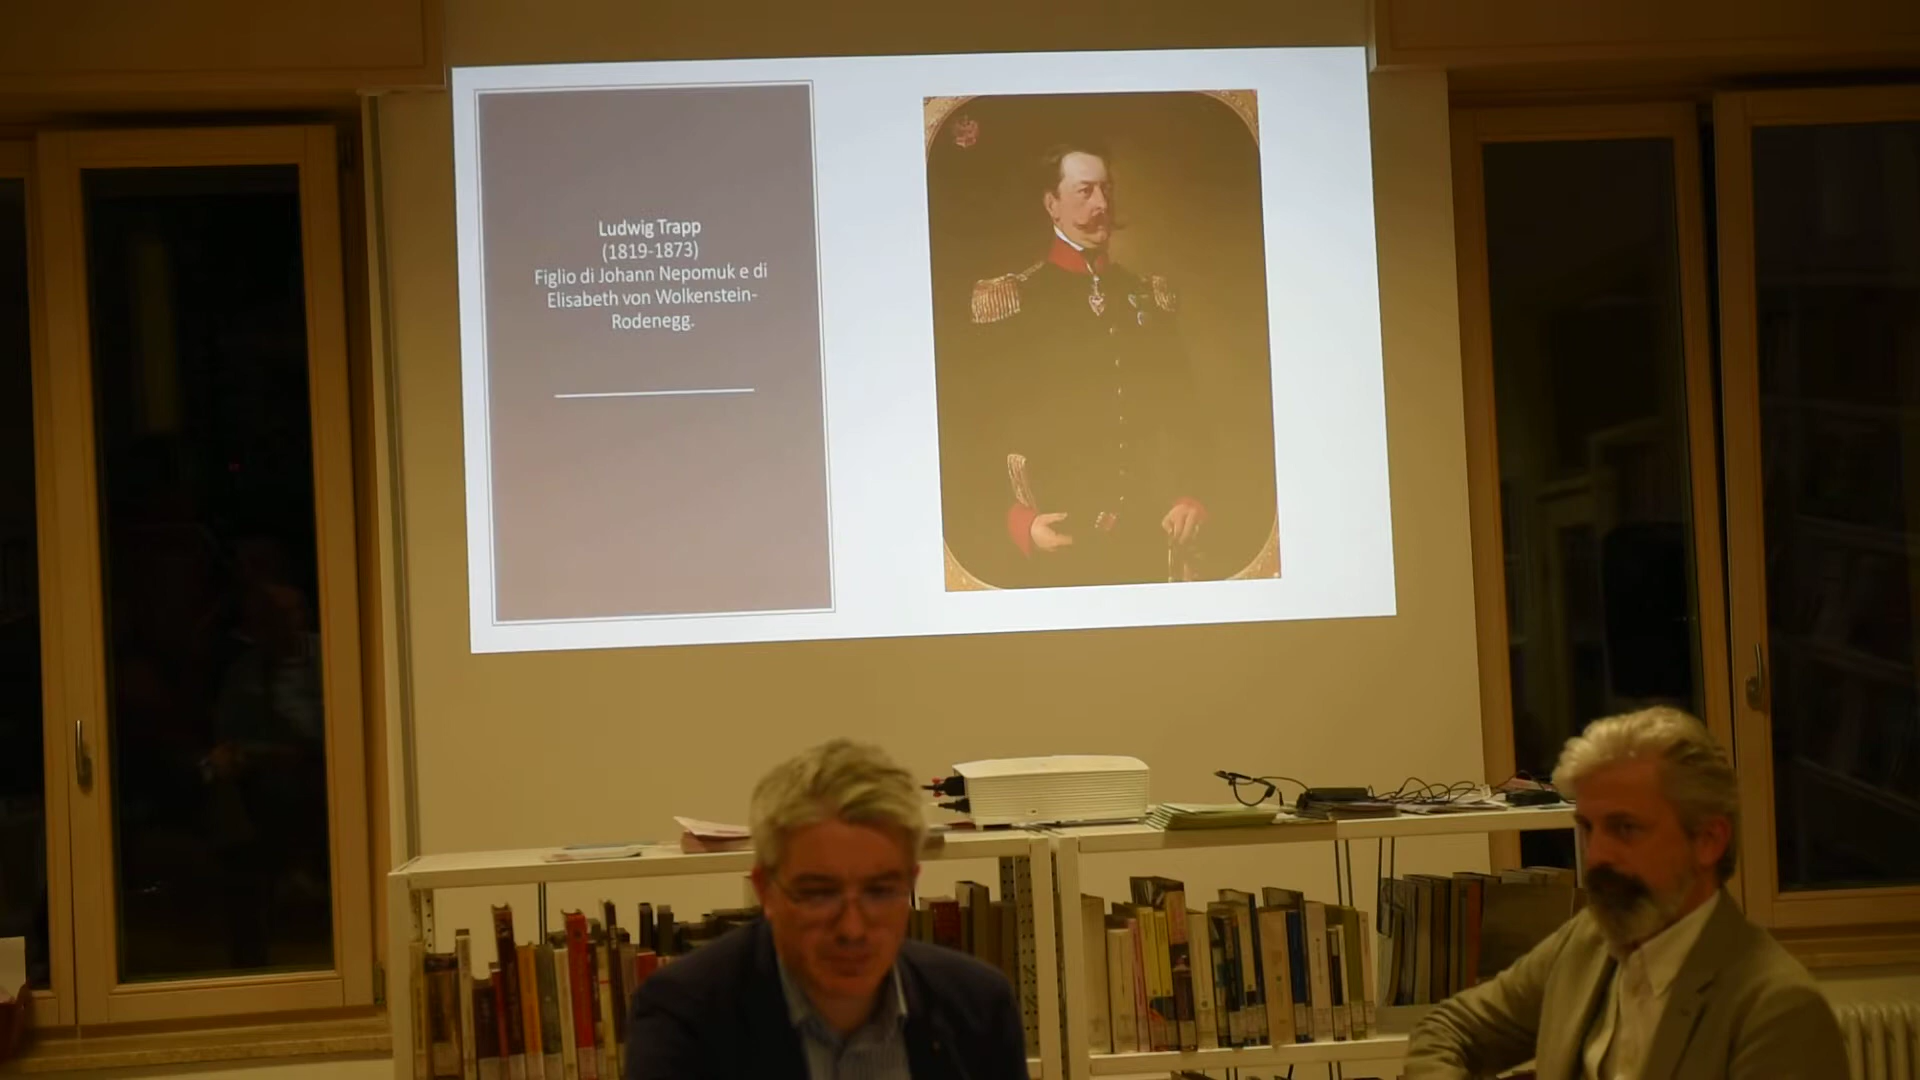 Ludwig Trapp
(1819-1873)
Figlio di Johann Nepomuk e di
Elisabeth von Wolkenstein-
Rodenegg.